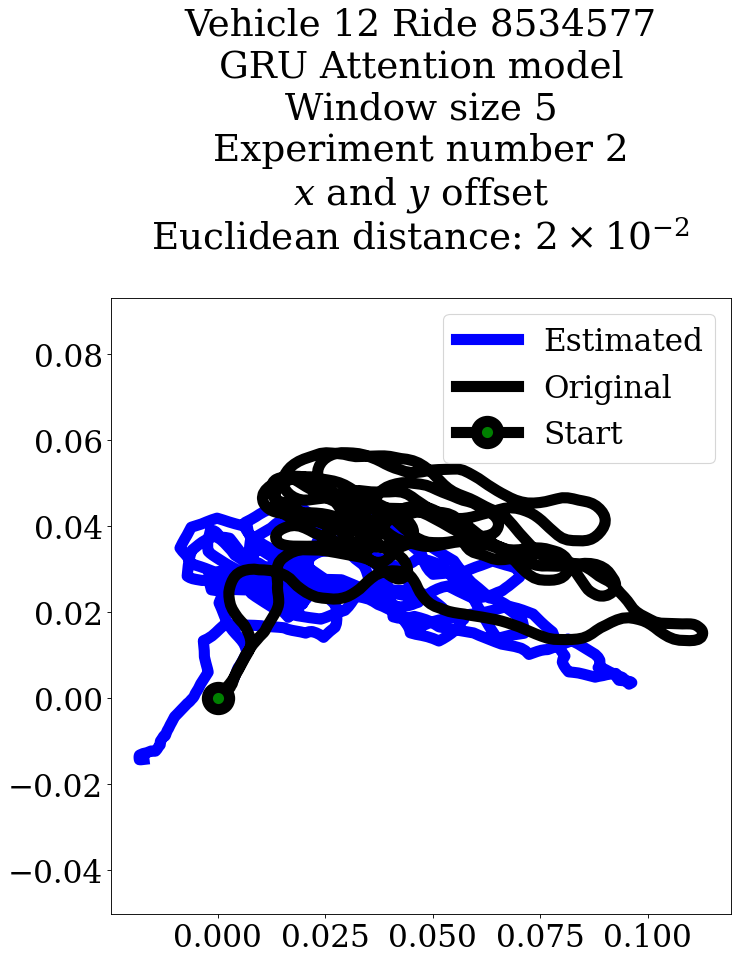 Vehicle 12 Ride 8534577
GRU Attention model
Window size 5
Experiment number 2
x and y offset
Euclidean distance: 2 × 10⁻²
Estimated
Original
Start
0.08
0.06
0.04
0.02
0.00
−0.02
−0.04
0.000 0.025 0.050 0.075 0.100